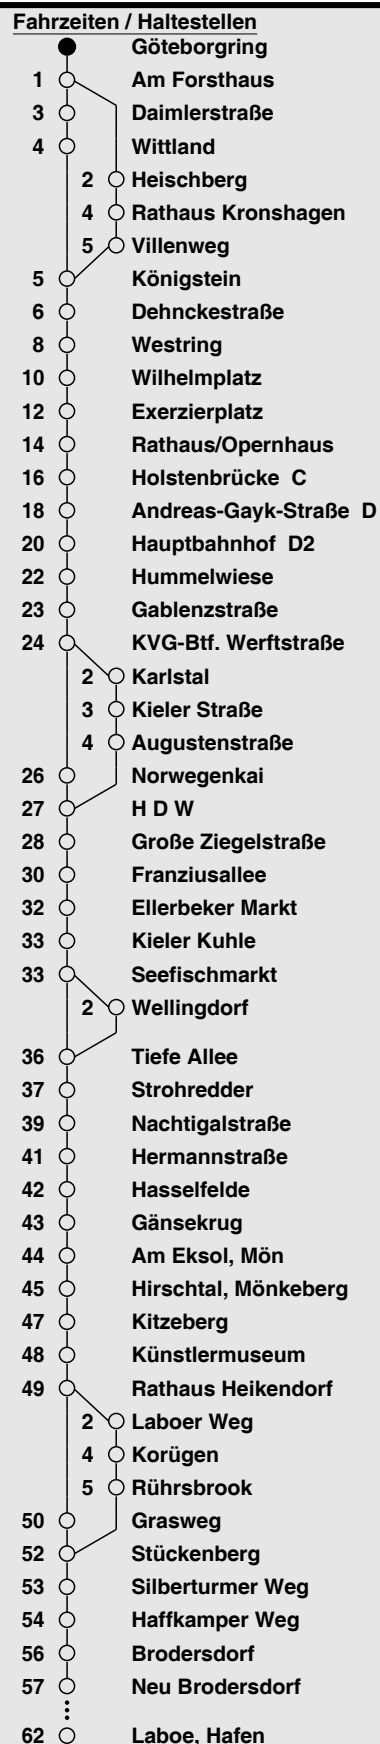 Fahrzeiten / Haltestellen
Göteborgring
1 Am Forsthaus
3 Daimlerstraße
4 Wittland
2 Heischberg
4 Rathaus Kronshagen
5 Villenweg
5 Königstein
6 Dehnckestraße
8 Westring
10 Wilhelmplatz
12 Exerzierplatz
14 Rathaus/Opernhaus
16 Holstenbrücke C
18 Andreas-Gayk-Straße D
20 Hauptbahnhof D2
22 Hummelwiese
23 Gablenzstraße
24 KVG-Btf. Werftstraße
2 Karlstal
3 Kieler Straße
4 Augustenstraße
26 Norwegenkai
27 H D W
28 Große Ziegelstraße
30 Franziusallee
32 Ellerbeker Markt
33 Kieler Kuhle
33 Seefischmarkt
2 Wellingdorf
36 Tiefe Allee
37 Strohredder
39 Nachtigalstraße
41 Hermannstraße
42 Hasselfelde
43 Gänsekrug
44 Am Eksol, Mön
45 Hirschtal, Mönkeberg
47 Kitzeberg
48 Künstlermuseum
49 Rathaus Heikendorf
2 Laboer Weg
4 Korügen
5 Rührsbrook
50 Grasweg
52 Stückenberg
53 Silberturmer Weg
54 Haffkamper Weg
56 Brodersdorf
57 Neu Brodersdorf
62 Laboe, Hafen